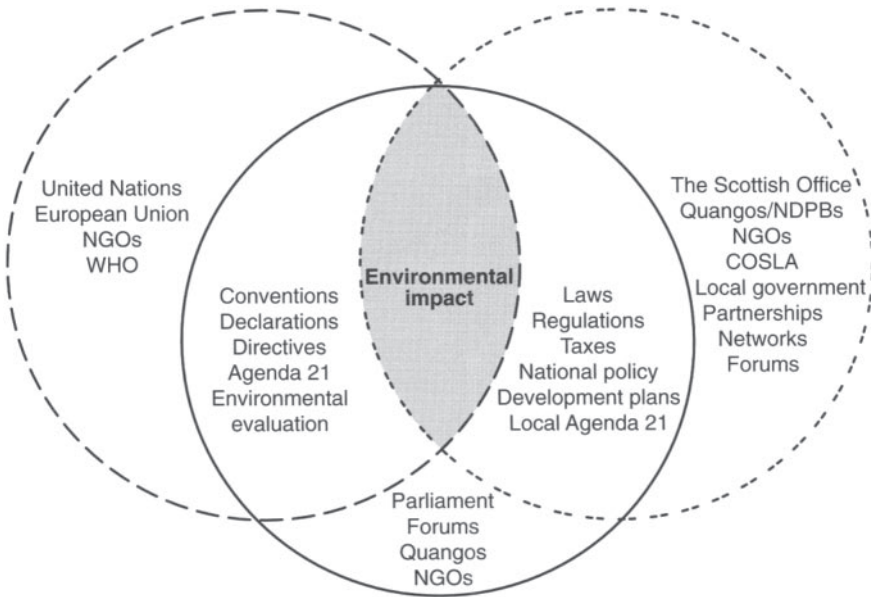 United Nations
European Union
NGOs
WHO
Conventions
Declarations
Directives
Agenda 21
Environmental
evaluation
Environmental
impact
Laws
Regulations
Taxes
National policy
Development plans
Local Agenda 21
The Scottish Office
Quangos/NDPBs
NGOs
COSLA
Local government
Partnerships
Networks
Forums
Parliament
Forums
Quangos
NGOs